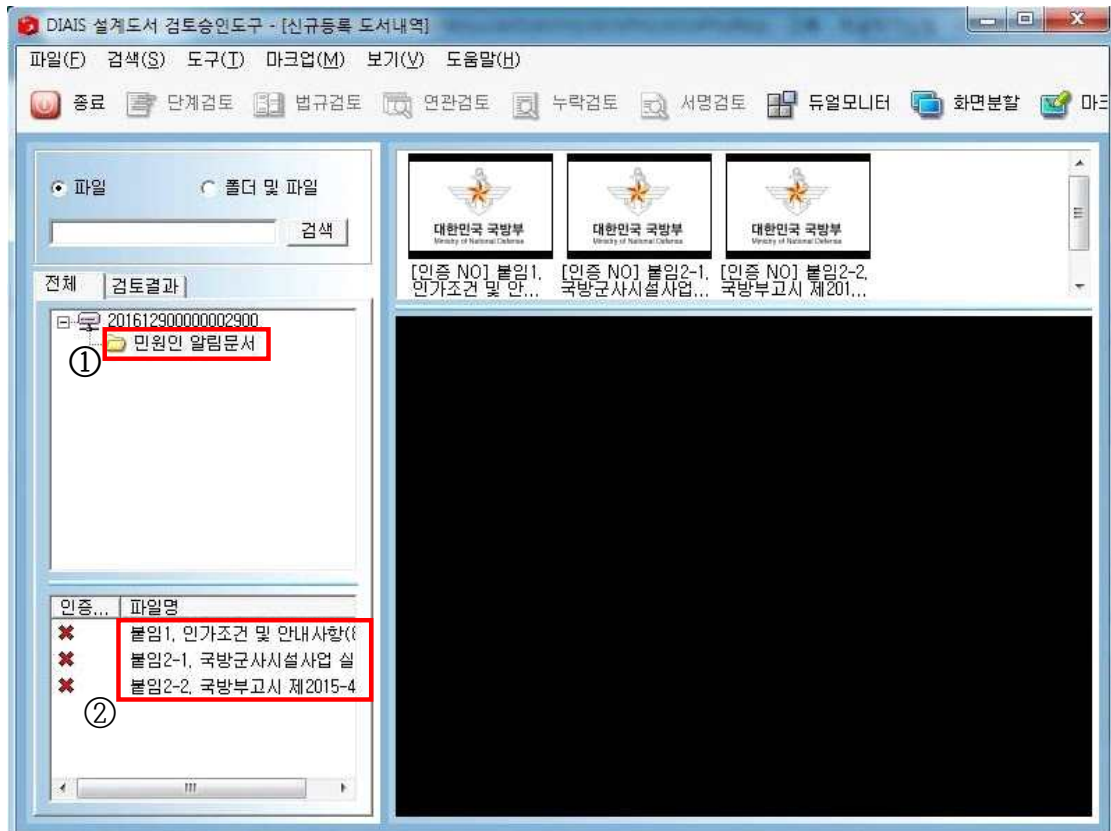 DIAIS 설계도서 검토승인도구 - [신규등록 도서내역]
파일(F) 검색(S) 도구(T) 마크업(M) 보기(V) 도움말(H)
종료 단계검토 법규검토 연관검토 누락검토 서명검토 듀얼모니터 화면분할 마크
파일 폴더 및 파일
검색
대한민국 국방부 대한민국 국방부 대한민국 국방부
Ministry of National Defense Ministry of National Defense Ministry of National Defense
[인증 NO] 붙임1, [인증 NO] 붙임2-1, [인증 NO] 붙임2-2,
인가조건 및 안... 국방군사시설사업... 국방부고시 제201...
전체 검토결과
201612900000002900
민원인 알림문서
①
인증... 파일명
붙임1, 인가조건 및 안내사항(
붙임2-1, 국방군사시설사업 실
붙임2-2, 국방부고시 제2015-4
②